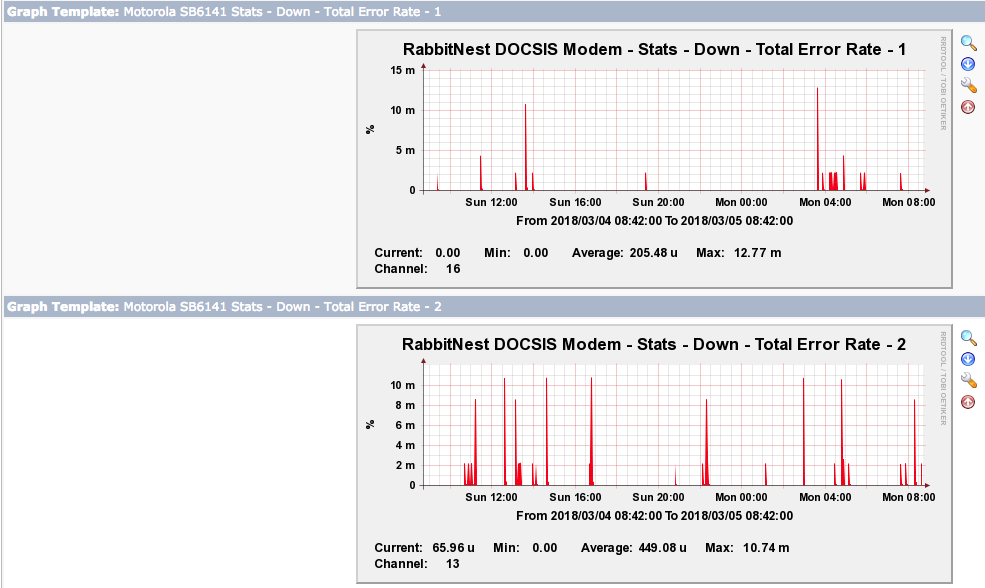 Graph Template: Motorola SB6141 Stats - Down - Total Error Rate - 1
RabbitNest DOCSIS Modem - Stats - Down - Total Error Rate - 1
RRDTOOL / TOBI OETIKER
15 m
10 m
5 m
0
%
Sun 12:00 Sun 16:00 Sun 20:00 Mon 00:00 Mon 04:00 Mon 08:00
From 2018/03/04 08:42:00 To 2018/03/05 08:42:00
Current: 0.00 Min: 0.00 Average: 205.48 u Max: 12.77 m
Channel: 16
Graph Template: Motorola SB6141 Stats - Down - Total Error Rate - 2
RabbitNest DOCSIS Modem - Stats - Down - Total Error Rate - 2
RRDTOOL / TOBI OETIKER
10 m
8 m
6 m
4 m
2 m
0
%
Sun 12:00 Sun 16:00 Sun 20:00 Mon 00:00 Mon 04:00 Mon 08:00
From 2018/03/04 08:42:00 To 2018/03/05 08:42:00
Current: 65.96 u Min: 0.00 Average: 449.08 u Max: 10.74 m
Channel: 13